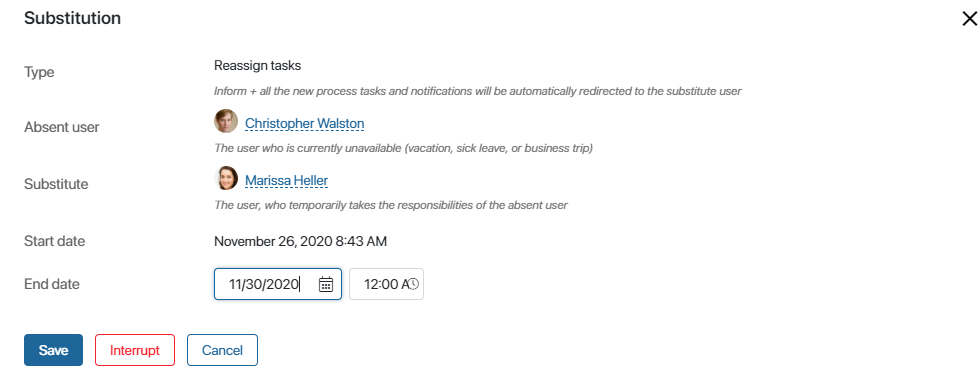 Substitution
Type
Reassign tasks
Inform + all the new process tasks and notifications will be automatically redirected to the substitute user
Absent user
Christopher Walston
The user who is currently unavailable (vacation, sick leave, or business trip)
Substitute
Marissa Heller
The user, who temporarily takes the responsibilities of the absent user
Start date
November 26, 2020 8:43 AM
End date
11/30/2020
12:00 A
Save
Interrupt
Cancel